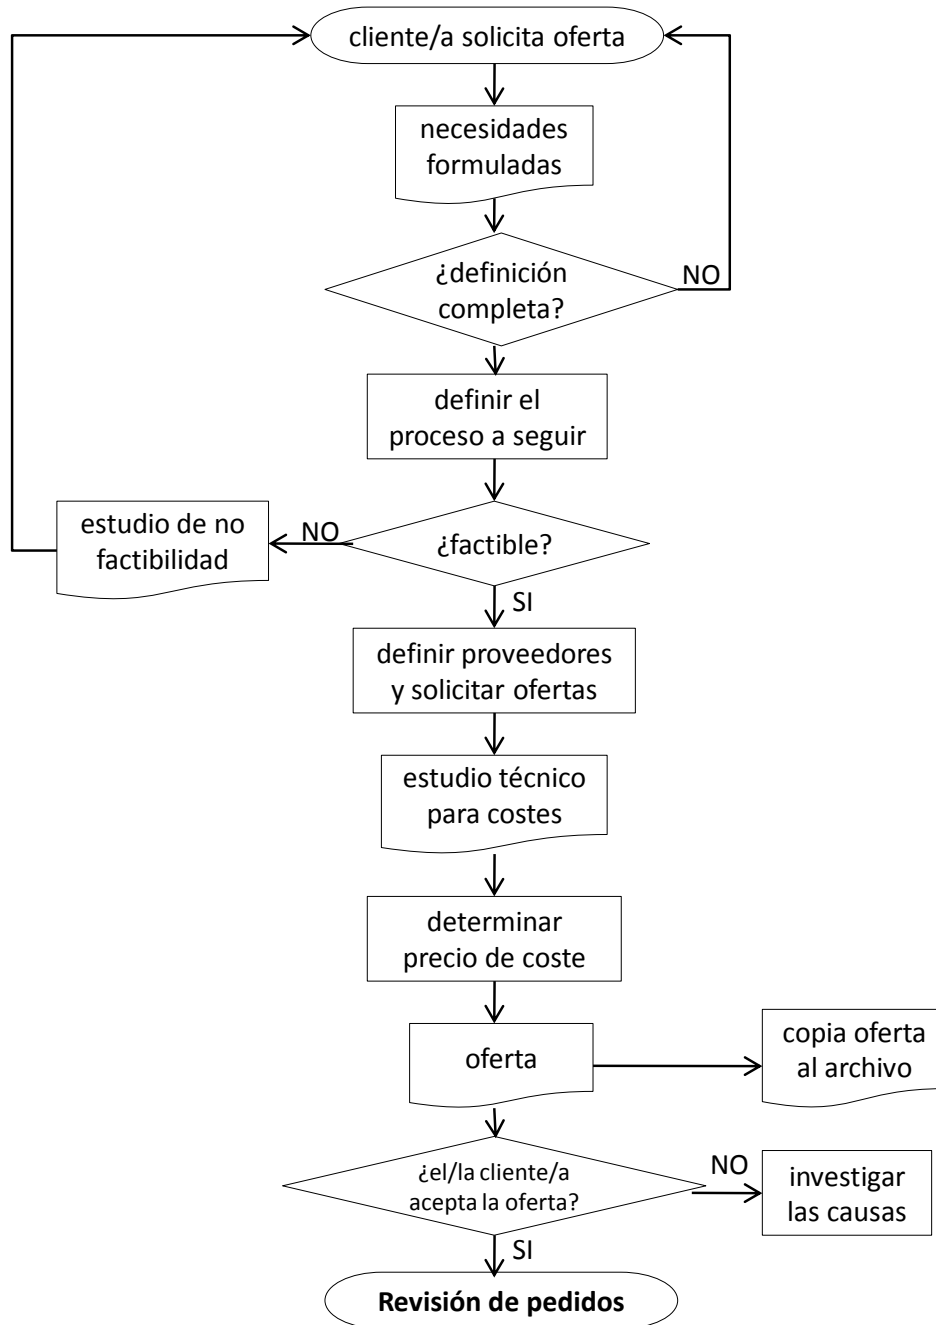 cliente/a solicita oferta
necesidades
formuladas
¿definición
completa?
NO
definir el
proceso a seguir
estudio de no
factibilidad
NO
¿factible?
SI
definir proveedores
y solicitar ofertas
estudio técnico
para costes
determinar
precio de coste
oferta
copia oferta
al archivo
¿el/la cliente/a
acepta la oferta?
NO
investigar
las causas
SI
Revisión de pedidos